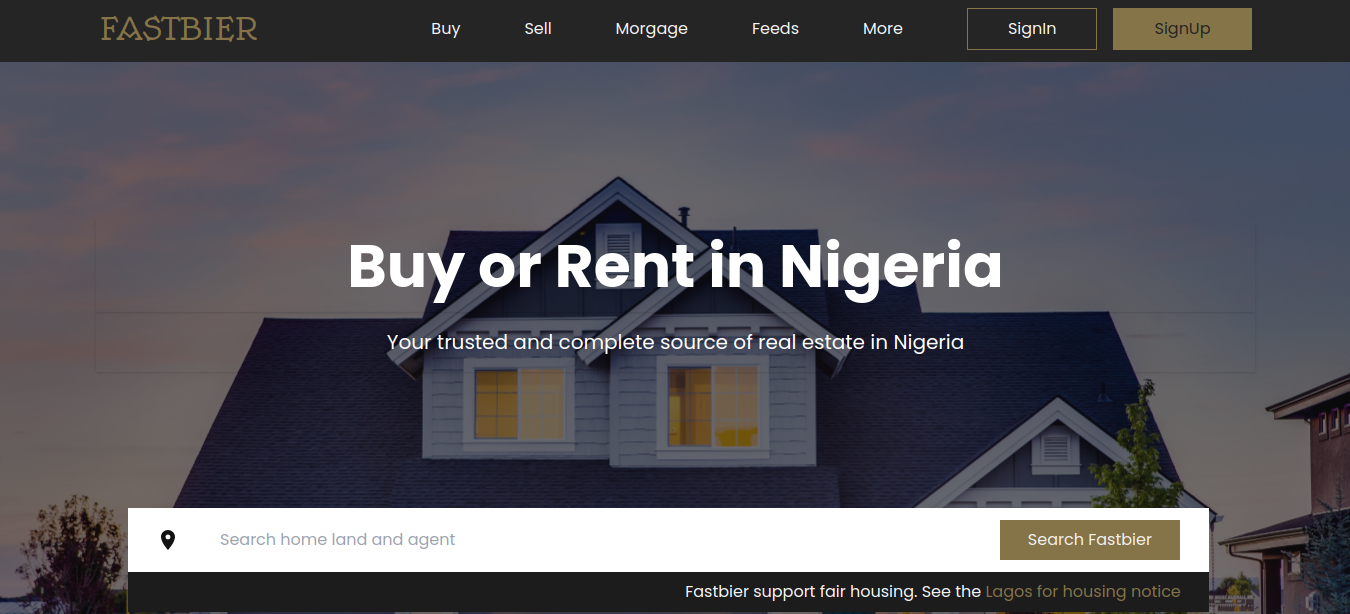 FASTBIER Buy Sell Morgage Feeds More SignIn SignUp
Buy or Rent in Nigeria
Your trusted and complete source of real estate in Nigeria
Search home land and agent Search Fastbier
Fastbier support fair housing. See the Lagos for housing notice